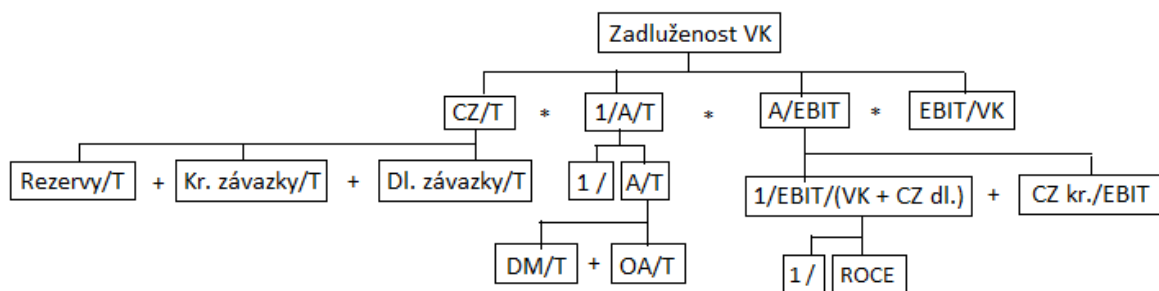 Zadluženost VK
CZ/T * 1/A/T * A/EBIT * EBIT/VK
Rezervy/T + Kr. závazky/T + Dl. závazky/T 1 / A/T 1/EBIT/(VK + CZ dl.) + CZ kr./EBIT
DM/T + OA/T 1 / ROCE